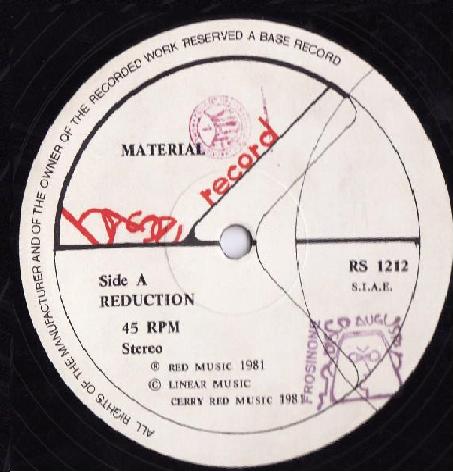 ALL RIGHTS OF THE MANUFACTURER AND OF THE OWNER OF THE RECORDED WORK RESERVED A BASE RECORD
MATERIAL
record
Side A
REDUCTION
45 RPM
Stereo
RS 1212
S.I.A.E.
℗ RED MUSIC 1981
© LINEAR MUSIC
CERRY RED MUSIC 1981
FROSINONE